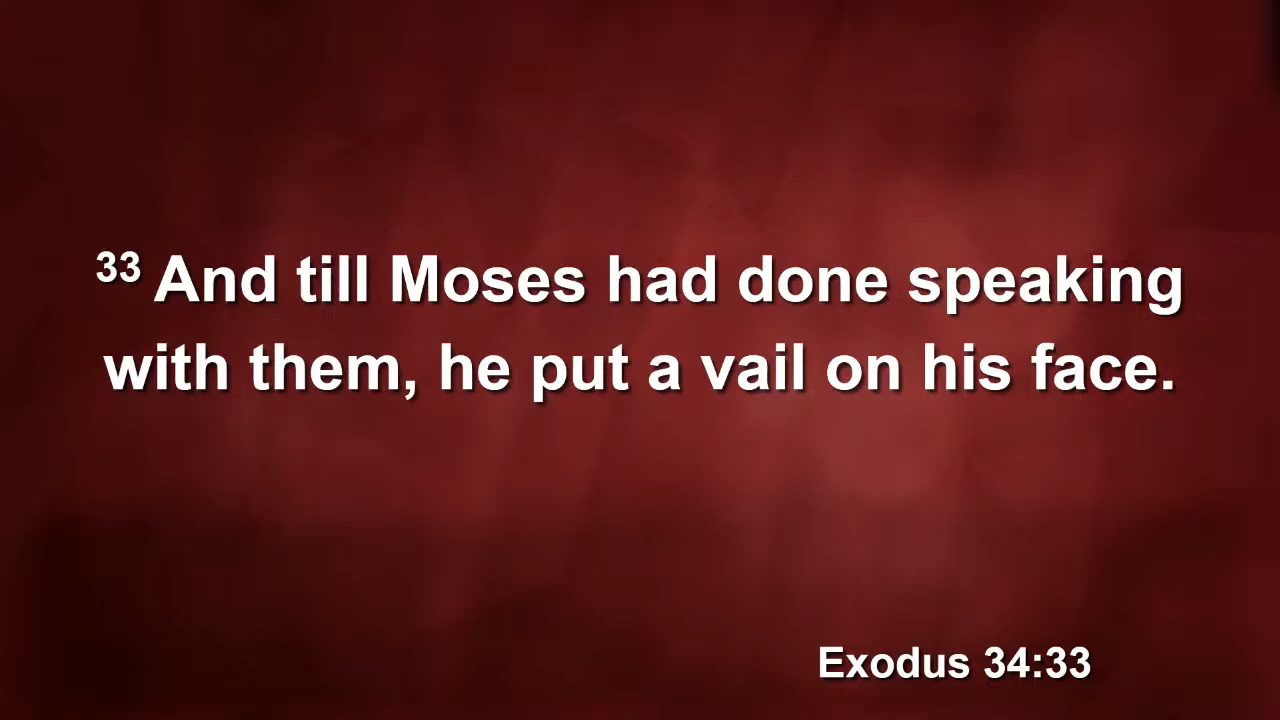 33 And till Moses had done speaking
with them, he put a vail on his face.
Exodus 34:33